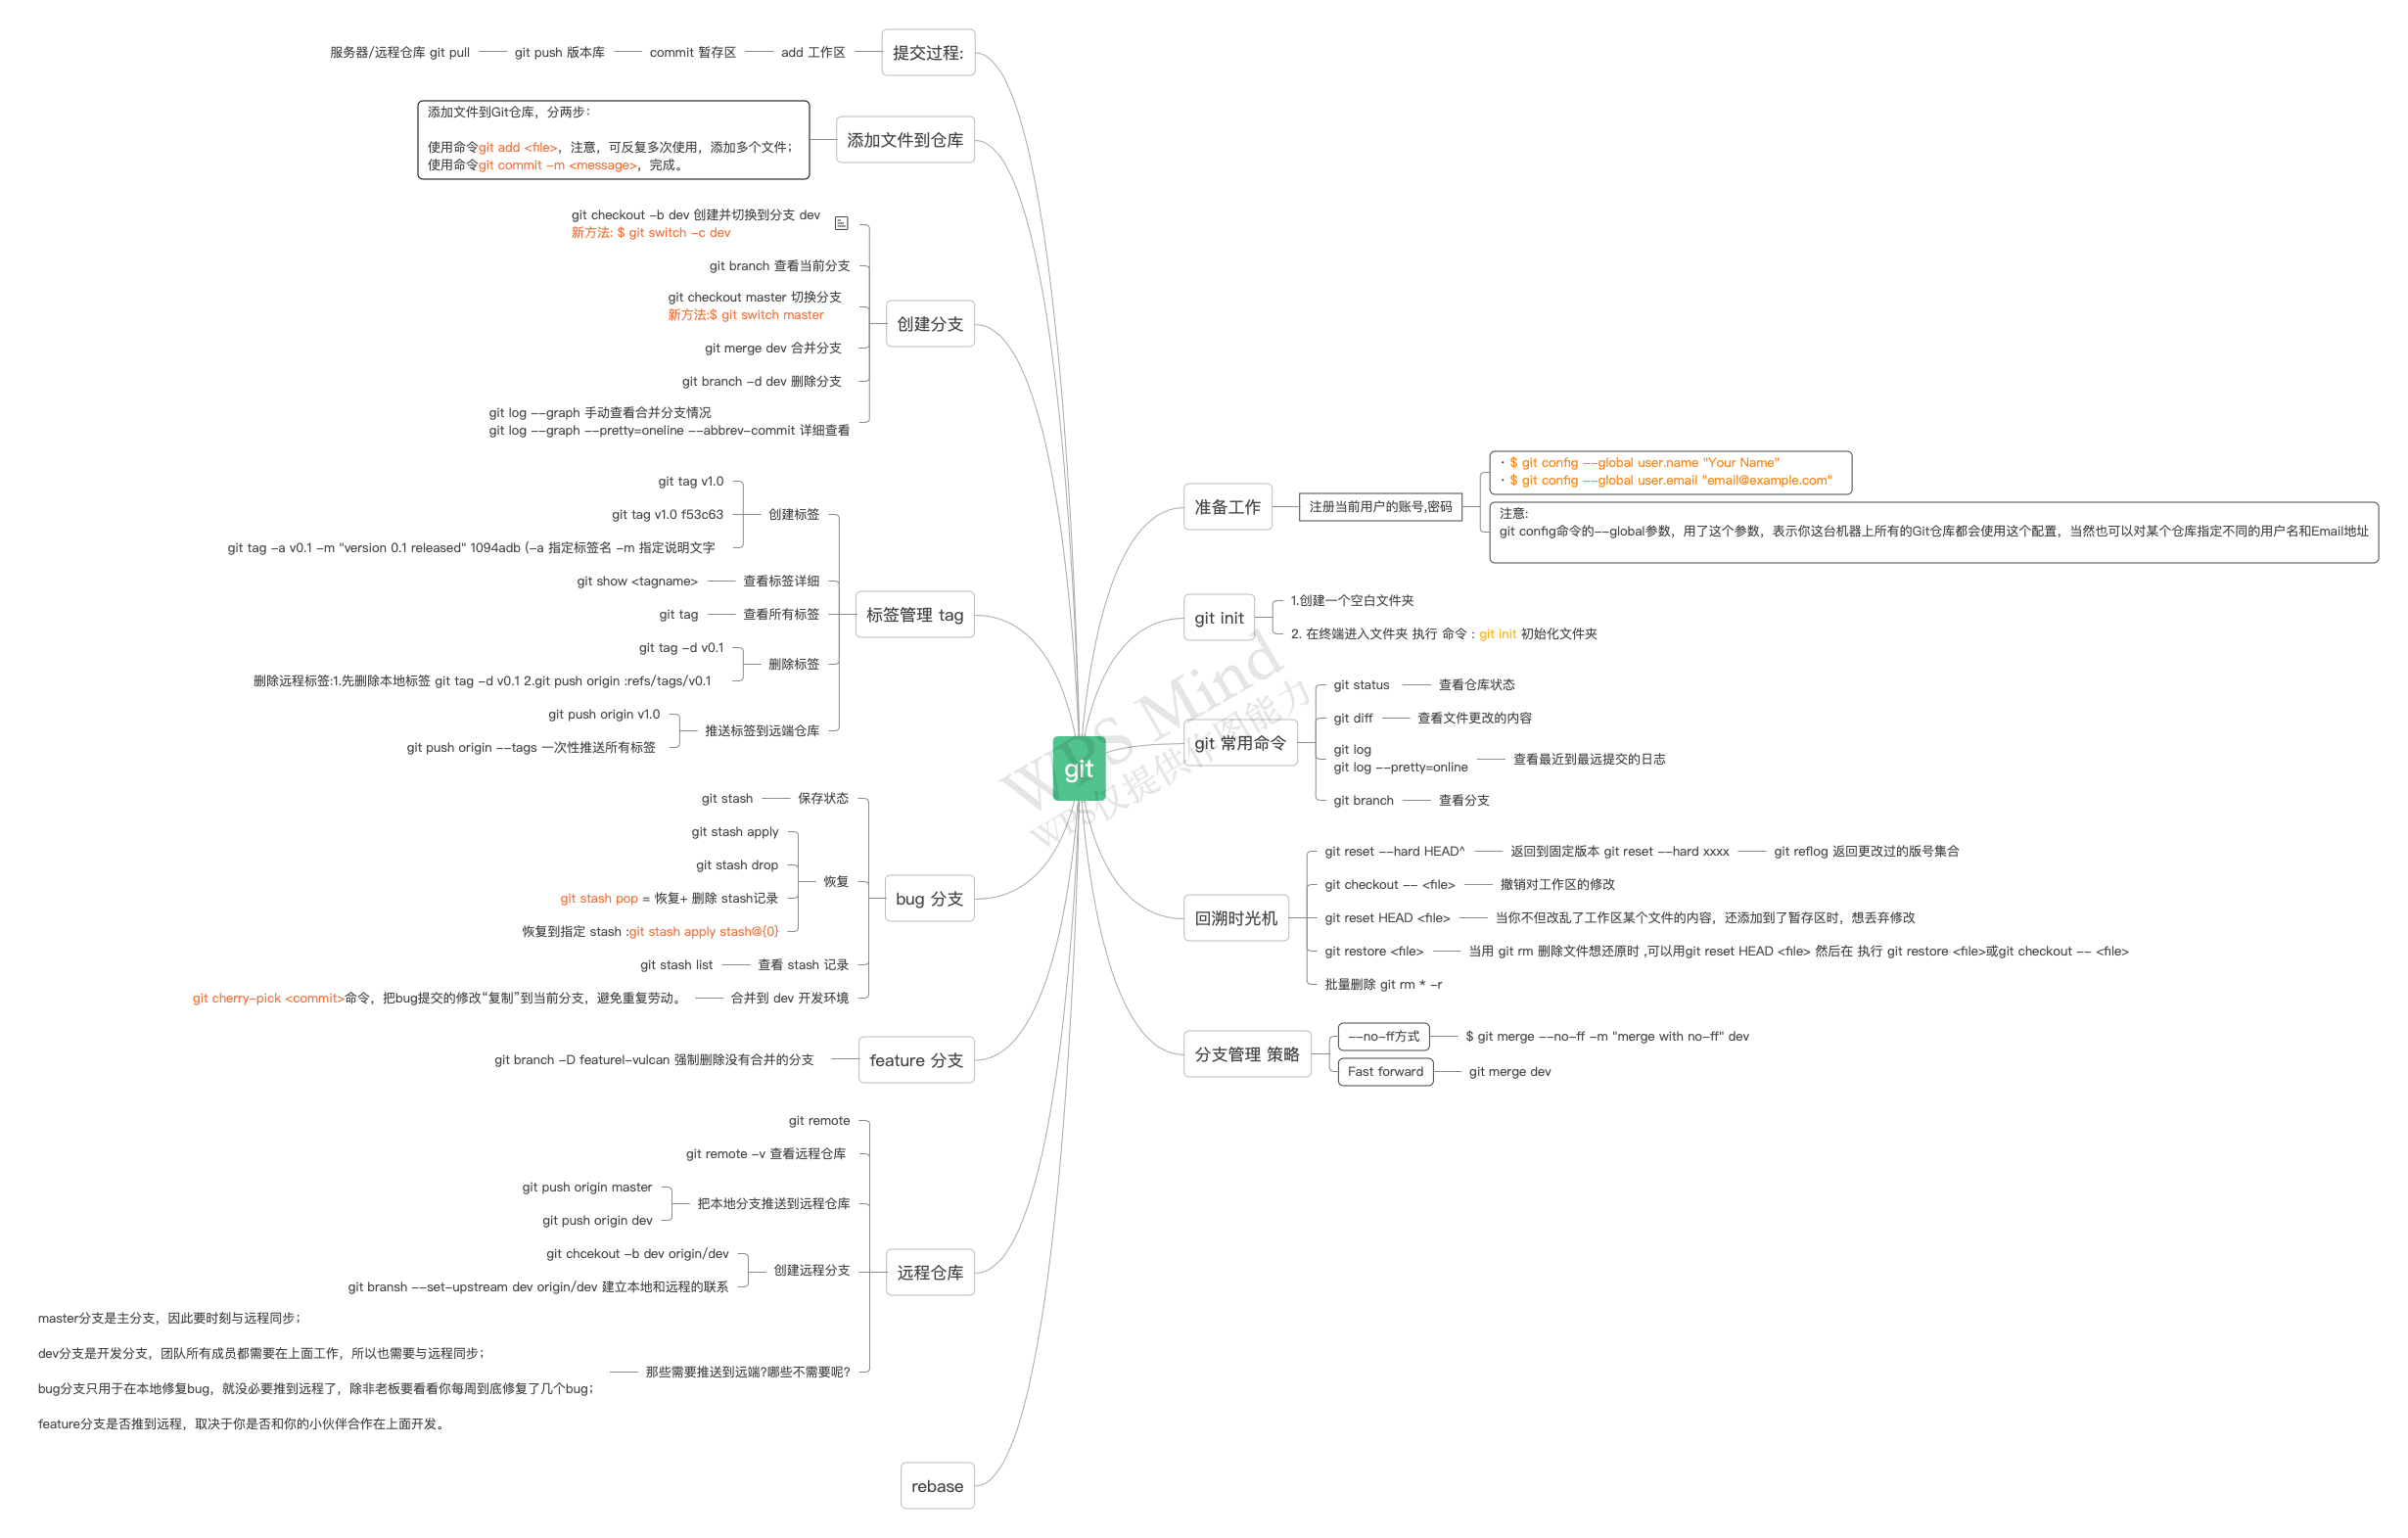 git
提交过程:
add 工作区
commit 暂存区
git push 版本库
服务器/远程仓库 git pull
添加文件到仓库
添加文件到Git仓库，分两步：
使用命令git add <file>，注意，可反复多次使用，添加多个文件；
使用命令git commit -m <message>，完成。
创建分支
git checkout -b dev 创建并切换到分支 dev
新方法: $ git switch -c dev
git branch 查看当前分支
git checkout master 切换分支
新方法:$ git switch master
git merge dev 合并分支
git branch -d dev 删除分支
git log --graph 手动查看合并分支情况
git log --graph --pretty=oneline --abbrev-commit 详细查看
标签管理 tag
创建标签
git tag v1.0
git tag v1.0 f53c63
git tag -a v0.1 -m "version 0.1 released" 1094adb (-a 指定标签名 -m 指定说明文字
查看标签详细
git show <tagname>
查看所有标签
git tag
删除标签
git tag -d v0.1
删除远程标签:1.先删除本地标签 git tag -d v0.1 2.git push origin :refs/tags/v0.1
推送标签到远端仓库
git push origin v1.0
git push origin --tags 一次性推送所有标签
bug 分支
保存状态
git stash
恢复
git stash apply
git stash drop
git stash pop = 恢复+ 删除 stash记录
恢复到指定 stash :git stash apply stash@{0}
查看 stash 记录
git stash list
合并到 dev 开发环境
git cherry-pick <commit>命令，把bug提交的修改“复制”到当前分支，避免重复劳动。
feature 分支
git branch -D featurel-vulcan 强制删除没有合并的分支
远程仓库
git remote
git remote -v 查看远程仓库
把本地分支推送到远程仓库
git push origin master
git push origin dev
创建远程分支
git chcekout -b dev origin/dev
git bransh --set-upstream dev origin/dev 建立本地和远程的联系
那些需要推送到远端?哪些不需要呢?
master分支是主分支，因此要时刻与远程同步；
dev分支是开发分支，团队所有成员都需要在上面工作，所以也需要与远程同步；
bug分支只用于在本地修复bug，就没必要推到远程了，除非老板要看看你每周到底修复了几个bug；
feature分支是否推到远程，取决于你是否和你的小伙伴合作在上面开发。
rebase
准备工作
注册当前用户的账号,密码
· $ git config --global user.name "Your Name"
· $ git config --global user.email "email@example.com"
注意:
git config命令的--global参数，用了这个参数，表示你这台机器上所有的Git仓库都会使用这个配置，当然也可以对某个仓库指定不同的用户名和Email地址
git init
1.创建一个空白文件夹
2. 在终端进入文件夹 执行 命令 : git init 初始化文件夹
git 常用命令
git status
查看仓库状态
git diff
查看文件更改的内容
git log
git log --pretty=online
查看最近到最远提交的日志
git branch
查看分支
回溯时光机
git reset --hard HEAD^
返回到固定版本 git reset --hard xxxx
git reflog 返回更改过的版号集合
git checkout -- <file>
撤销对工作区的修改
git reset HEAD <file>
当你不但改乱了工作区某个文件的内容，还添加到了暂存区时，想丢弃修改
git restore <file>
当用 git rm 删除文件想还原时 ,可以用git reset HEAD <file> 然后在 执行 git restore <file>或git checkout -- <file>
批量删除 git rm * -r
分支管理 策略
--no-ff方式
$ git merge --no-ff -m "merge with no-ff" dev
Fast forward
git merge dev
WPS Mind
WPS仅提供作图能力